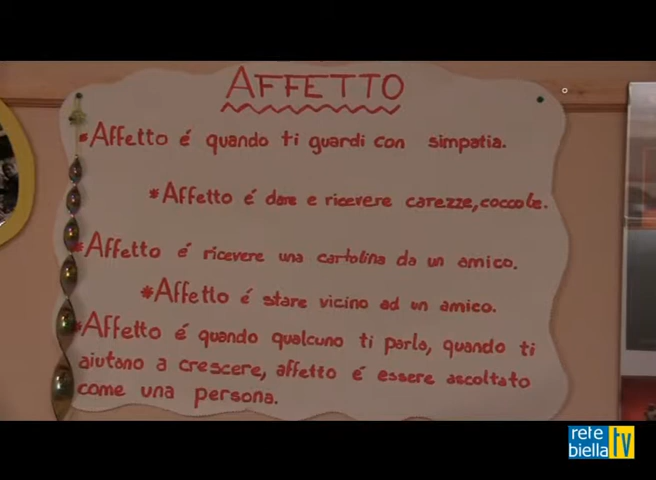 AFFETTO
*Affetto é quando ti guardi con simpatia.
*Affetto é dare e ricevere carezze, coccole.
*Affetto é ricevere una cartolina da un amico.
*Affetto é stare vicino ad un amico.
*Affetto é quando qualcuno ti parla, quando ti
aiutano a crescere, affetto é essere ascoltato
come una persona.
rete
biella tv